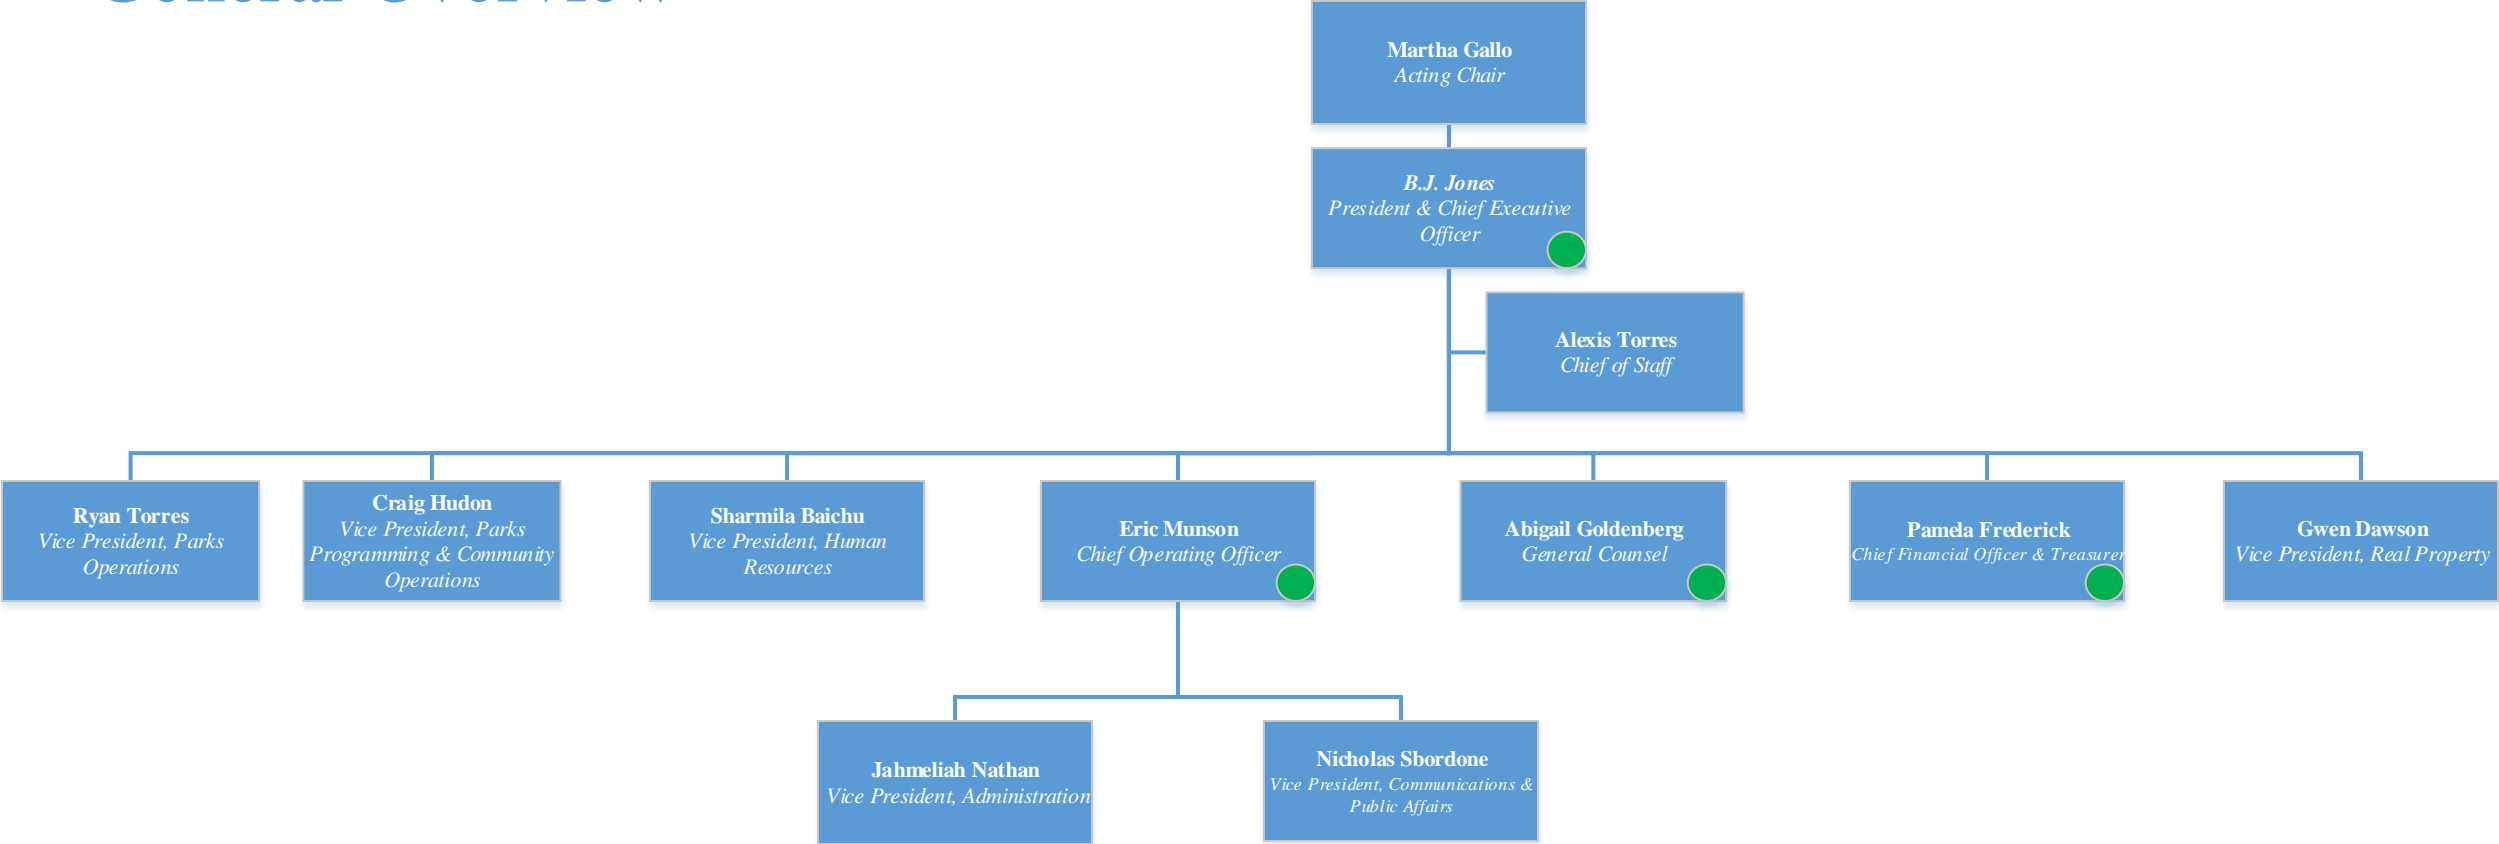 General Overview
Martha Gallo
Acting Chair
B.J. Jones
President & Chief Executive
Officer
Alexis Torres
Chief of Staff
Ryan Torres
Vice President, Parks
Operations
Craig Hudon
Vice President, Parks
Programming & Community
Operations
Sharmila Baichu
Vice President, Human
Resources
Eric Munson
Chief Operating Officer
Abigail Goldenberg
General Counsel
Pamela Frederick
Chief Financial Officer & Treasurer
Gwen Dawson
Vice President, Real Property
Jahmeliah Nathan
Vice President, Administration
Nicholas Sbordone
Vice President, Communications &
Public Affairs